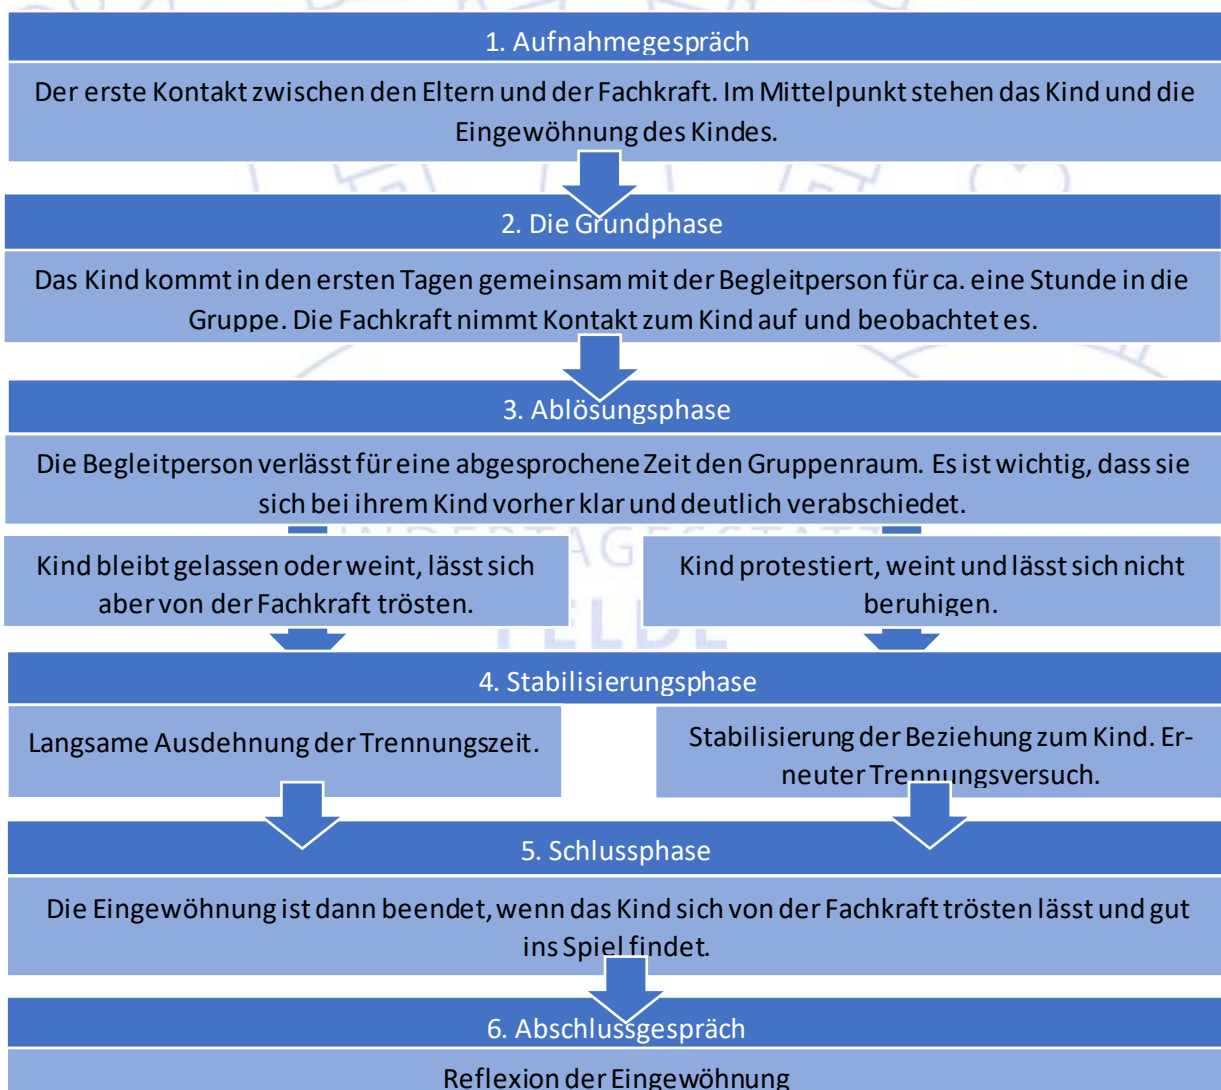 1. Aufnahmegespräch
Der erste Kontakt zwischen den Eltern und der Fachkraft. Im Mittelpunkt stehen das Kind und die
Eingewöhnung des Kindes.
2. Die Grundphase
Das Kind kommt in den ersten Tagen gemeinsam mit der Begleitperson für ca. eine Stunde in die
Gruppe. Die Fachkraft nimmt Kontakt zum Kind auf und beobachtet es.
3. Ablösungsphase
Die Begleitperson verlässt für eine abgesprochene Zeit den Gruppenraum. Es ist wichtig, dass sie
sich bei ihrem Kind vorher klar und deutlich verabschiedet.
Kind bleibt gelassen oder weint, lässt sich
aber von der Fachkraft trösten.
Kind protestiert, weint und lässt sich nicht
beruhigen.
4. Stabilisierungsphase
Langsame Ausdehnung der Trennungszeit.
Stabilisierung der Beziehung zum Kind. Er-
neuter Trennungsversuch.
5. Schlussphase
Die Eingewöhnung ist dann beendet, wenn das Kind sich von der Fachkraft trösten lässt und gut
ins Spiel findet.
6. Abschlussgespräch
Reflexion der Eingewöhnung